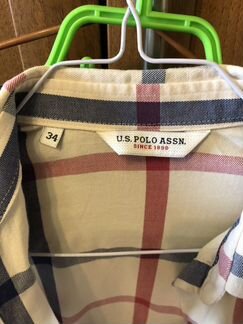 34
U.S. POLO ASSN.
SINCE 1890